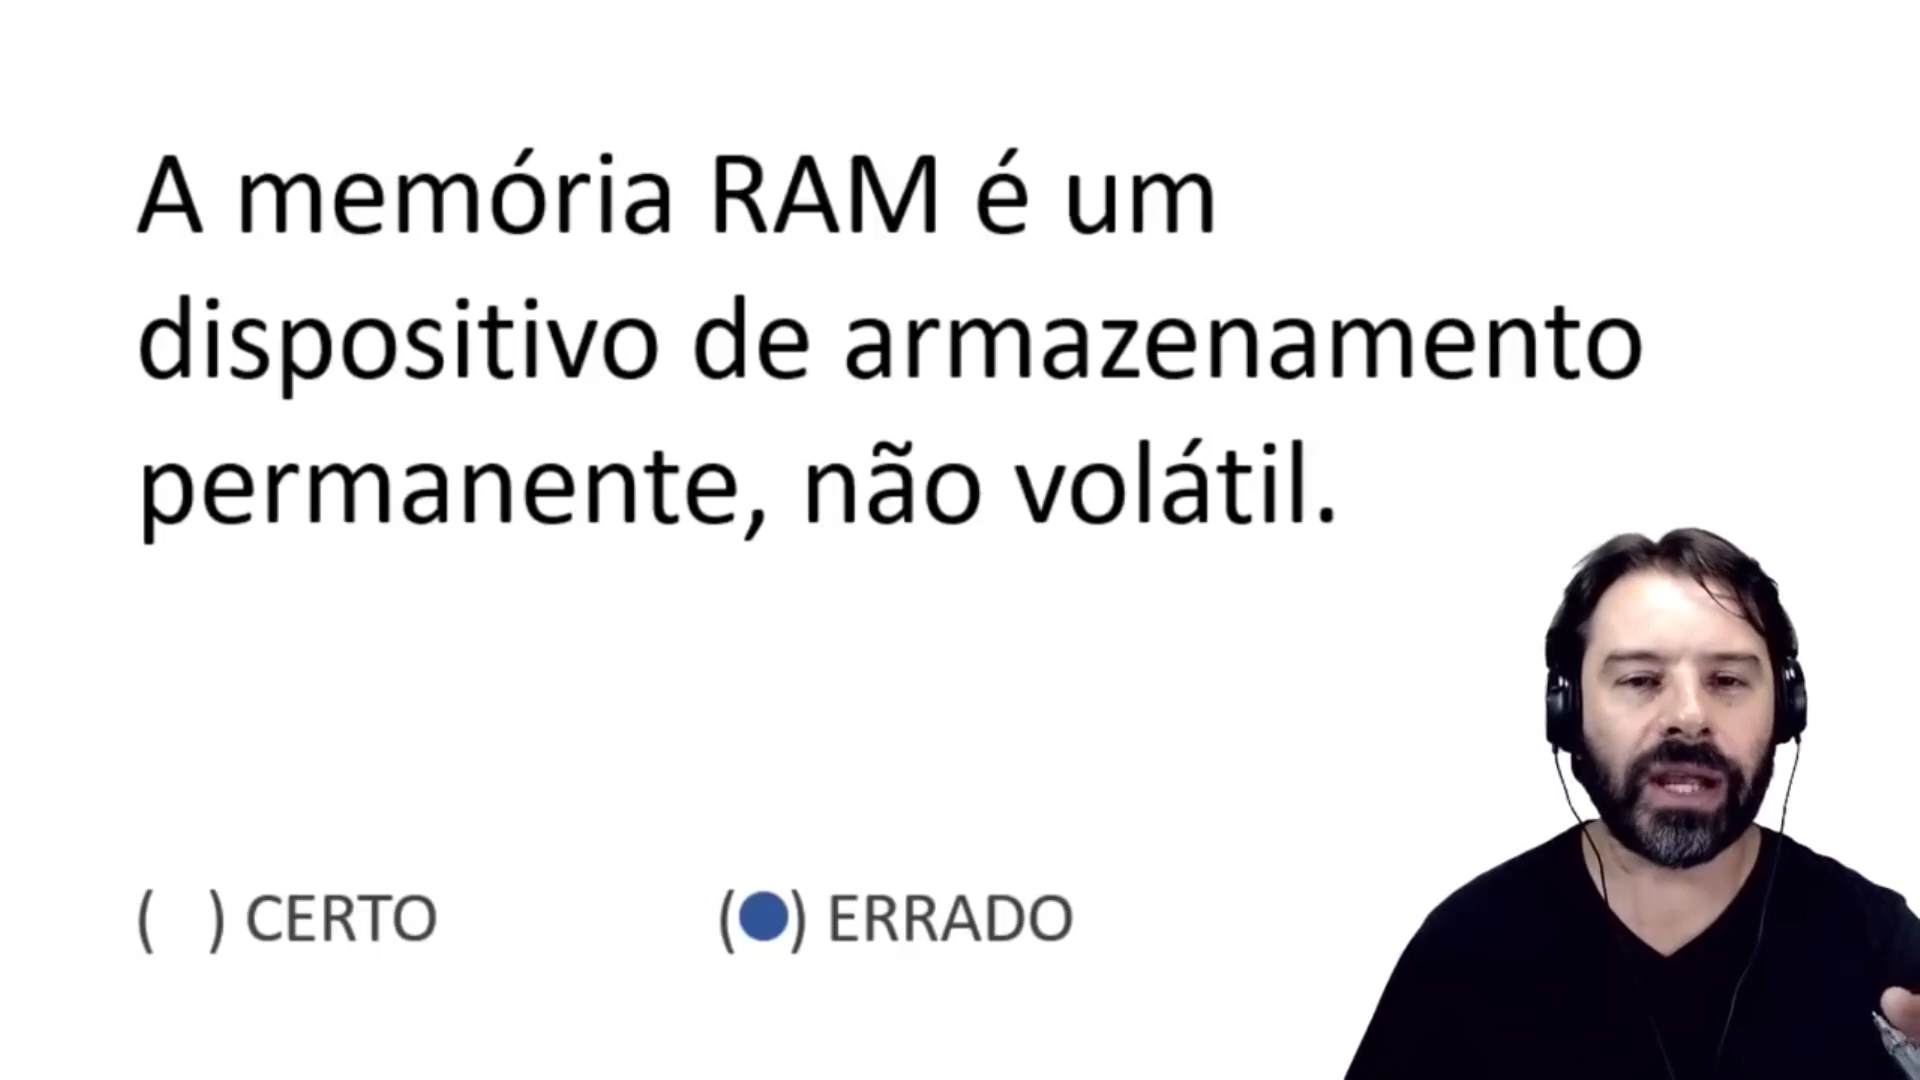 A memória RAM é um
dispositivo de armazenamento
permanente, não volátil.
( ) CERTO (●) ERRADO